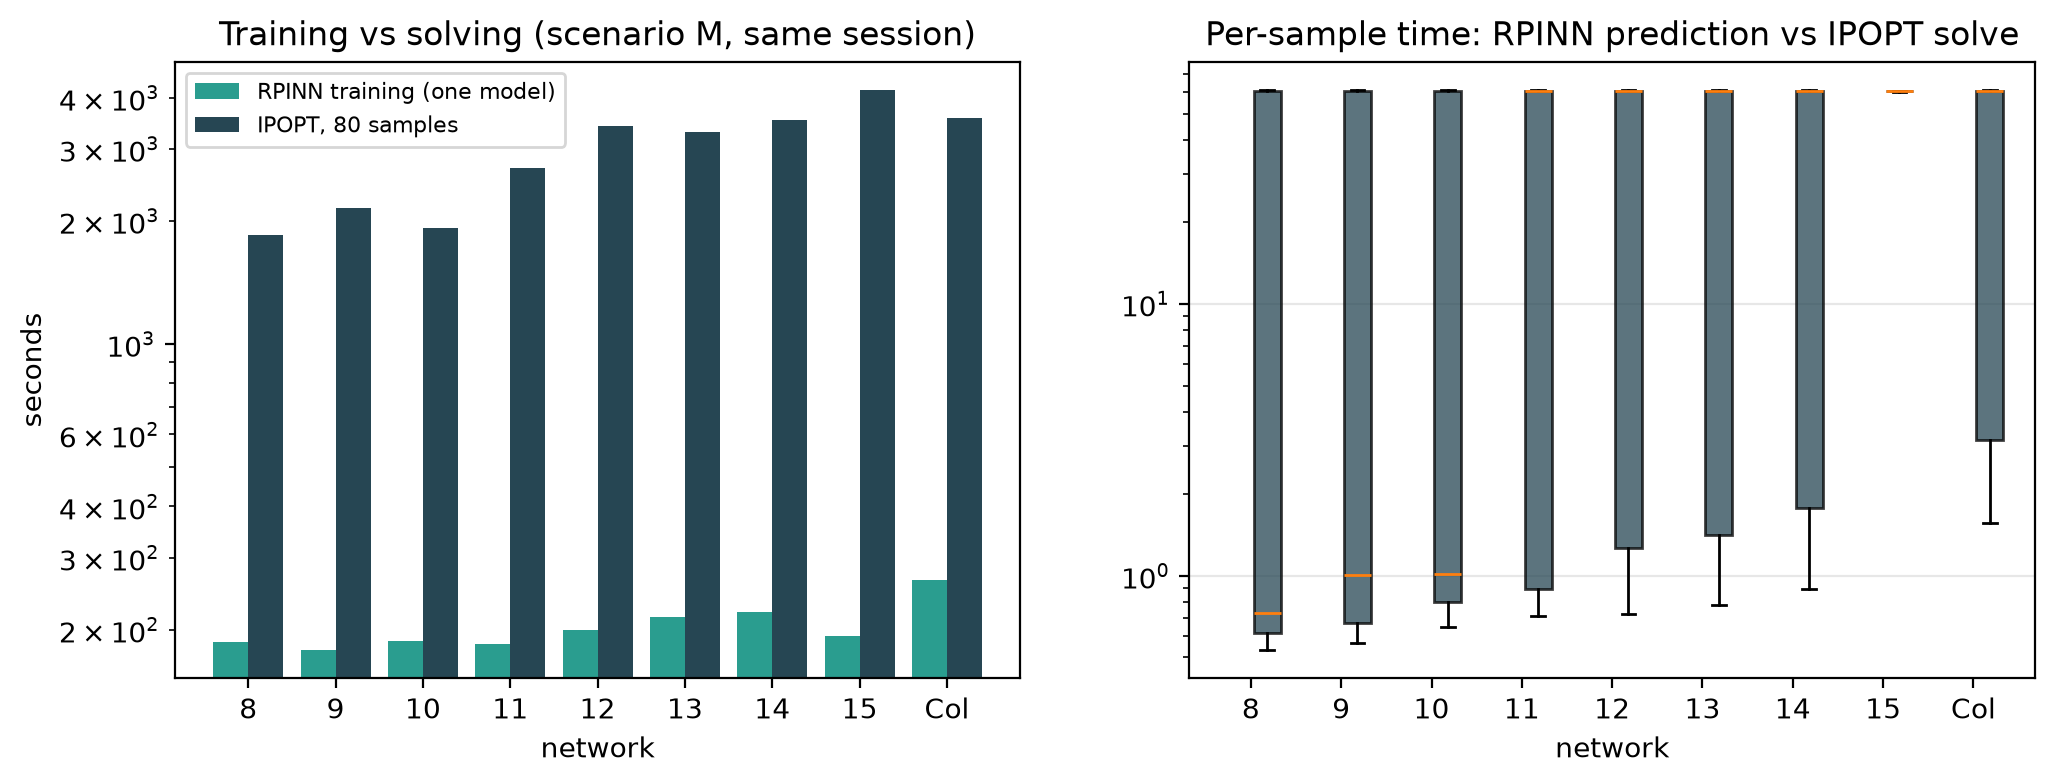 Training vs solving (scenario M, same session)
RPINN training (one model)
IPOPT, 80 samples
4 × 10³
3 × 10³
2 × 10³
10³
6 × 10²
4 × 10²
3 × 10²
2 × 10²
seconds
8 9 10 11 12 13 14 15 Col
network
Per-sample time: RPINN prediction vs IPOPT solve
10¹
10⁰
8 9 10 11 12 13 14 15 Col
network